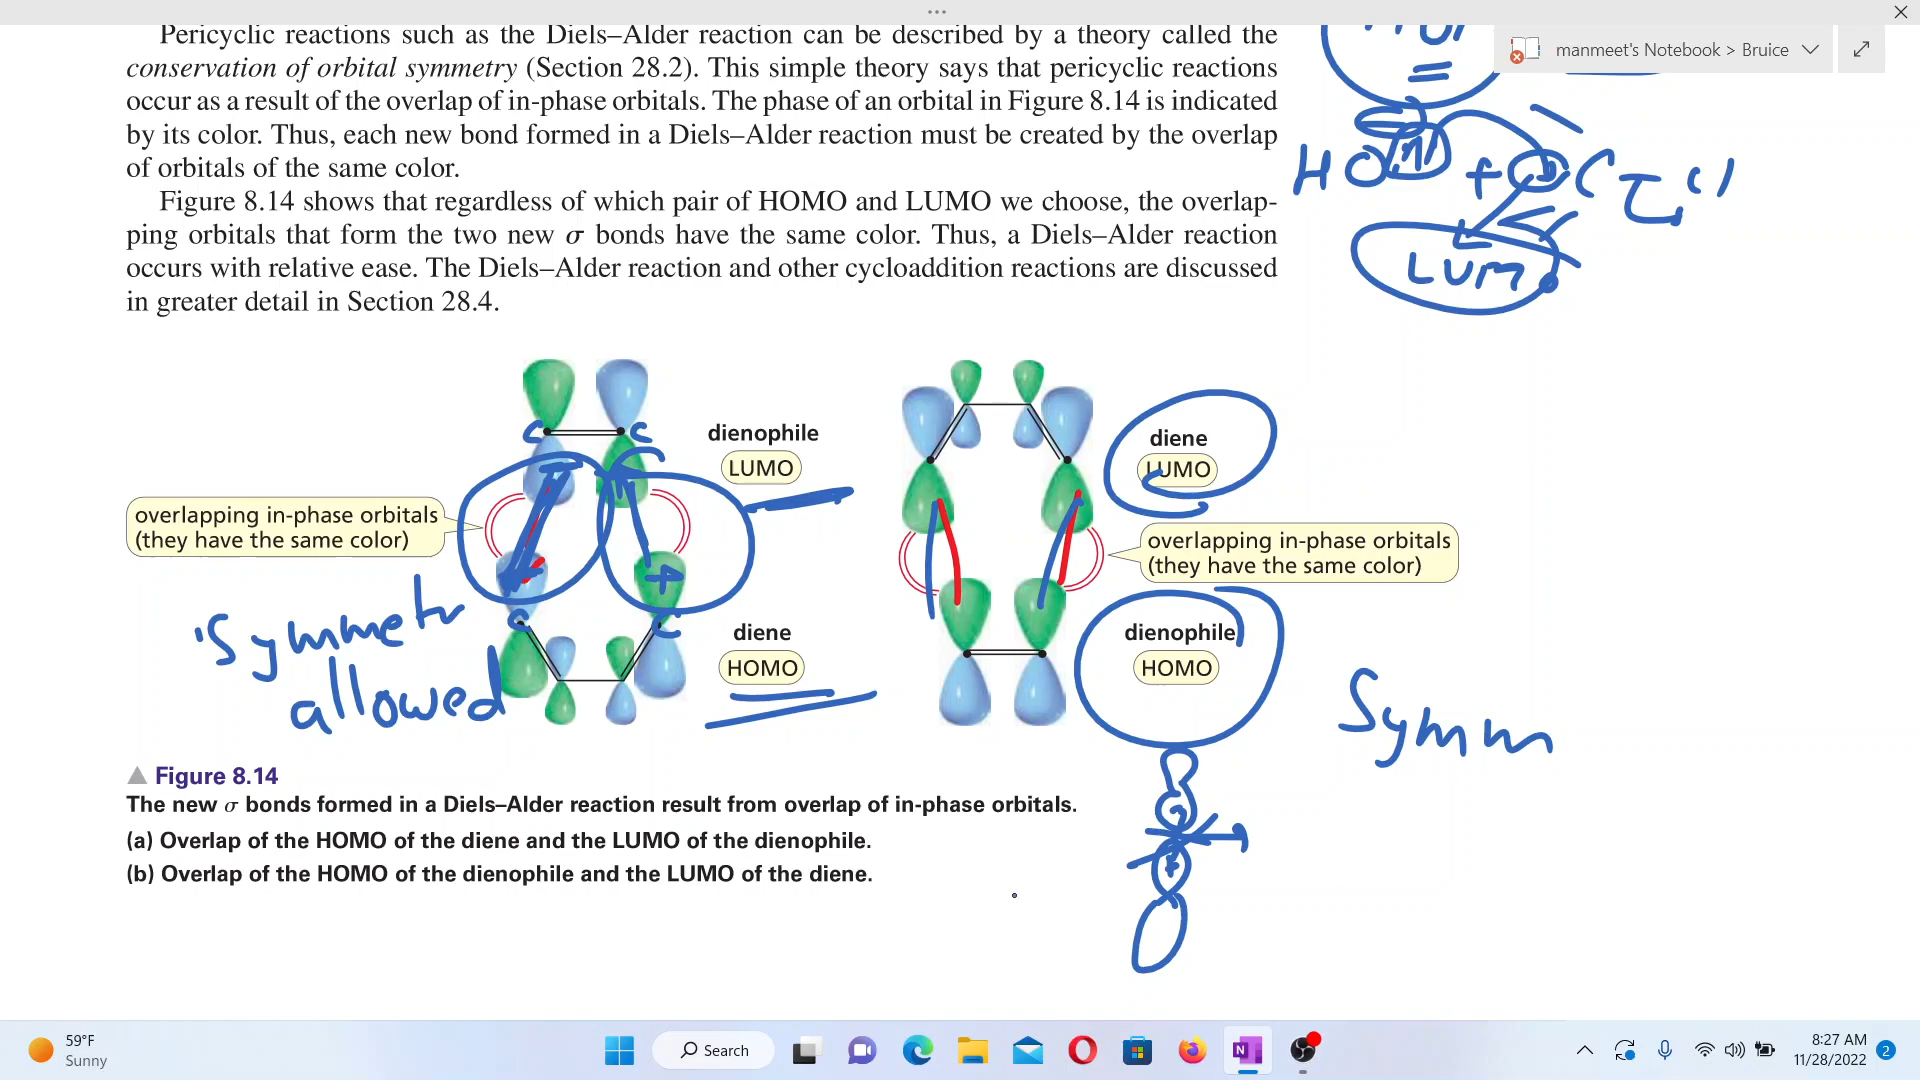 manmeet's Notebook > Bruice
Pericyclic reactions such as the Diels–Alder reaction can be described by a theory called the
conservation of orbital symmetry (Section 28.2). This simple theory says that pericyclic reactions
occur as a result of the overlap of in-phase orbitals. The phase of an orbital in Figure 8.14 is indicated
by its color. Thus, each new bond formed in a Diels–Alder reaction must be created by the overlap
of orbitals of the same color.
Figure 8.14 shows that regardless of which pair of HOMO and LUMO we choose, the overlap-
ping orbitals that form the two new σ bonds have the same color. Thus, a Diels–Alder reaction
occurs with relative ease. The Diels–Alder reaction and other cycloaddition reactions are discussed
in greater detail in Section 28.4.
LUMO
C C
dienophile
LUMO
diene
LUMO
overlapping in-phase orbitals
(they have the same color)
overlapping in-phase orbitals
(they have the same color)
+
C C
diene
HOMO
dienophile
HOMO
Symmetr
allowed
Symm
▲ Figure 8.14
The new σ bonds formed in a Diels–Alder reaction result from overlap of in-phase orbitals.
(a) Overlap of the HOMO of the diene and the LUMO of the dienophile.
(b) Overlap of the HOMO of the dienophile and the LUMO of the diene.
59°F
Sunny
Search
8:27 AM
11/28/2022
2